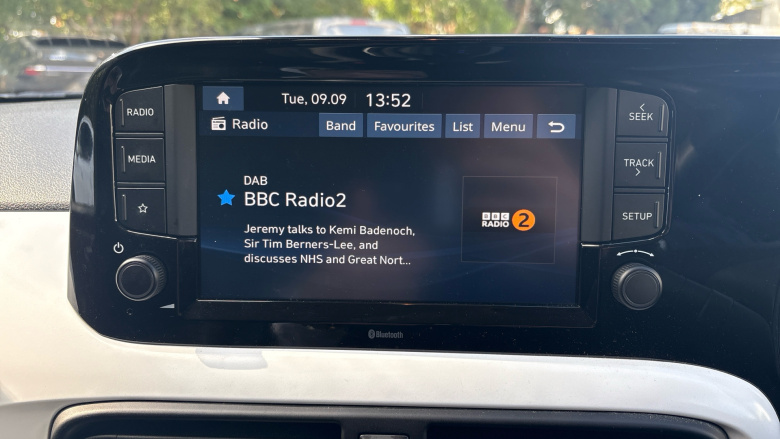 Tue, 09.09 13:52
Radio Band Favourites List Menu
RADIO
MEDIA
SEEK
TRACK
SETUP
DAB
BBC Radio2
Jeremy talks to Kemi Badenoch,
Sir Tim Berners-Lee, and
discusses NHS and Great Nort...
BBC
RADIO 2
Bluetooth